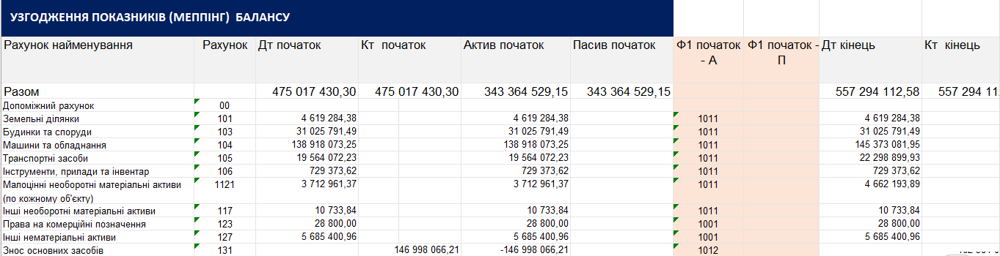 УЗГОДЖЕННЯ ПОКАЗНИКІВ (МЕППІНГ) БАЛАНСУ
Рахунок найменування Рахунок Дт початок Кт початок Актив початок Пасив початок Ф1 початок - А Ф1 початок - П Дт кінець Кт кінець
Разом 475 017 430,30 475 017 430,30 343 364 529,15 343 364 529,15 557 294 112,58 557 294
Допоміжний рахунок 00
Земельні ділянки 101 4 619 284,38 4 619 284,38 1011 4 619 284,38
Будинки та споруди 103 31 025 791,49 31 025 791,49 1011 31 025 791,49
Машини та обладнання 104 138 918 073,25 138 918 073,25 1011 145 373 081,95
Транспортні засоби 105 19 564 072,23 19 564 072,23 1011 22 298 899,93
Інструменти, прилади та інвентар 106 729 373,62 729 373,62 1011 729 373,62
Малоцінні необоротні матеріальні активи 1121 3 712 961,37 3 712 961,37 1011 4 662 193,89
(по кожному об'єкту)
Інші необоротні матеріальні активи 117 10 733,84 10 733,84 1011 10 733,84
Права на комерційні позначення 123 28 800,00 28 800,00 1001 28 800,00
Інші нематеріальні активи 127 5 685 400,96 5 685 400,96 1001 5 685 400,96
Знос основних засобів 131 146 998 066,21 -146 998 066,21 1012